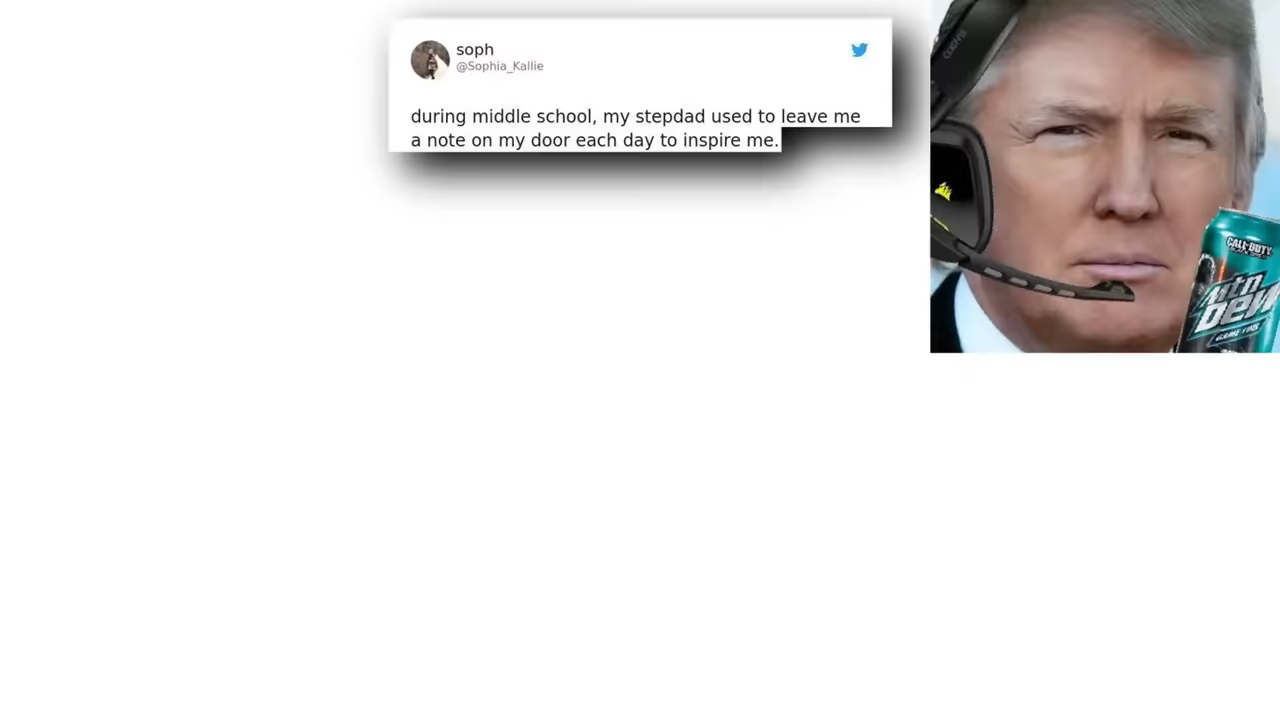 soph
@Sophia_Kallie
during middle school, my stepdad used to leave me
a note on my door each day to inspire me.
CALL·DUTY
mtn
DEW